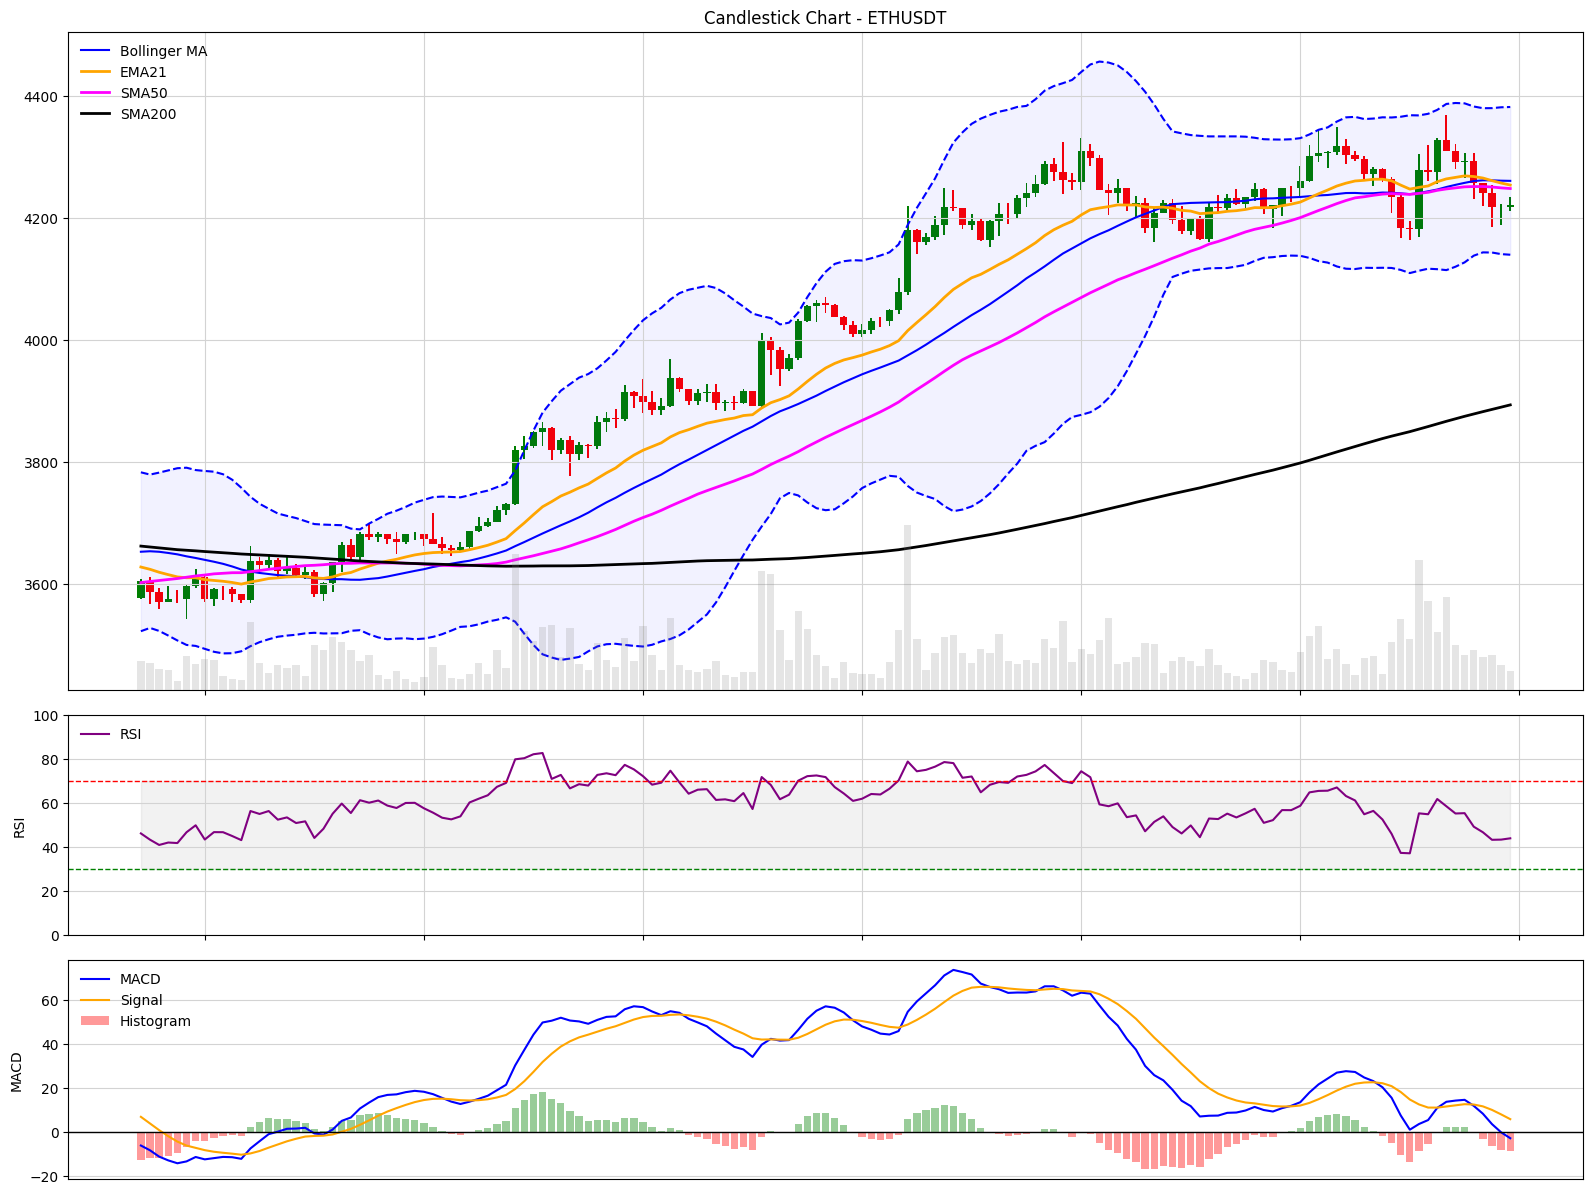 Candlestick Chart - ETHUSDT
Bollinger MA
EMA21
SMA50
SMA200
4400
4200
4000
3800
3600
RSI
100
80
60
40
20
0
RSI
MACD
Signal
Histogram
60
40
20
0
−20
MACD